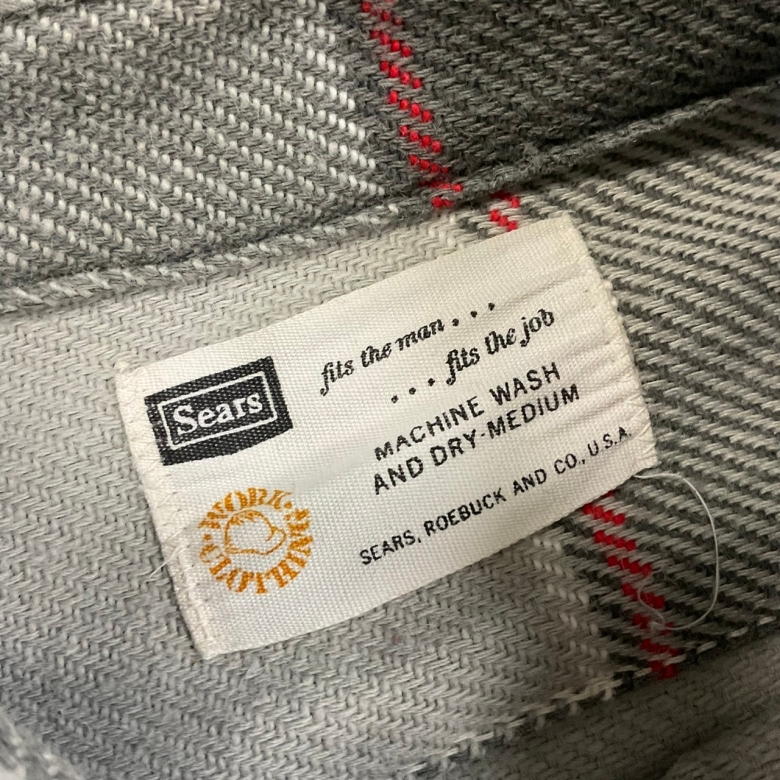 Sears
fits the man . . .
. . . fits the job
MACHINE WASH
AND DRY-MEDIUM
SEARS, ROEBUCK AND CO., U.S.A.
·WORK·
CLOTHING